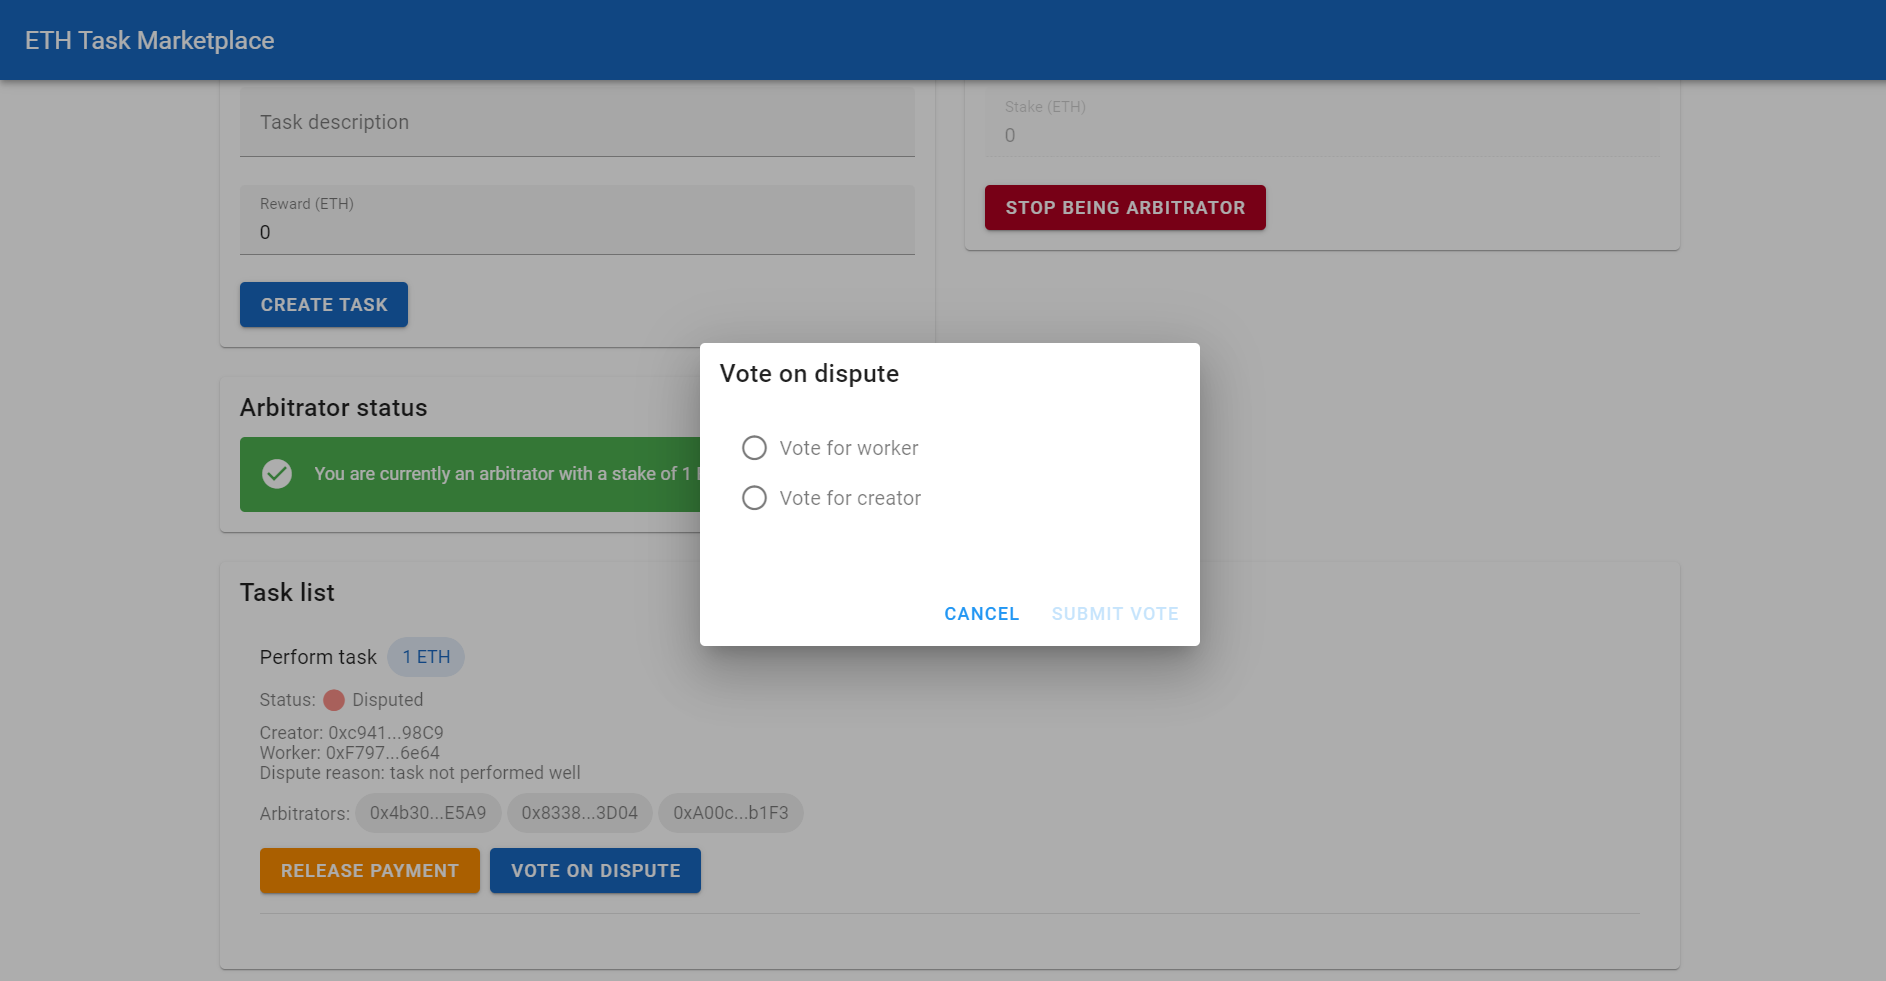 ETH Task Marketplace
Task description
Reward (ETH)
0
CREATE TASK
Stake (ETH)
0
STOP BEING ARBITRATOR
Arbitrator status
You are currently an arbitrator with a stake of 1
Vote on dispute
Vote for worker
Vote for creator
CANCEL SUBMIT VOTE
Task list
Perform task 1 ETH
Status: Disputed
Creator: 0xc941...98C9
Worker: 0xF797...6e64
Dispute reason: task not performed well
Arbitrators: 0x4b30...E5A9 0x8338...3D04 0xA00c...b1F3
RELEASE PAYMENT VOTE ON DISPUTE